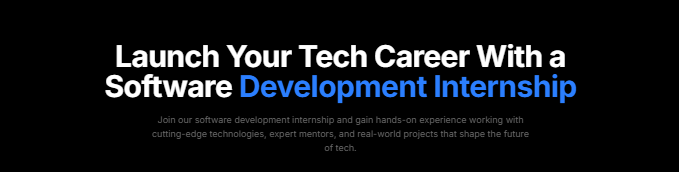 Launch Your Tech Career With a
Software Development Internship
Join our software development internship and gain hands-on experience working with
cutting-edge technologies, expert mentors, and real-world projects that shape the future
of tech.